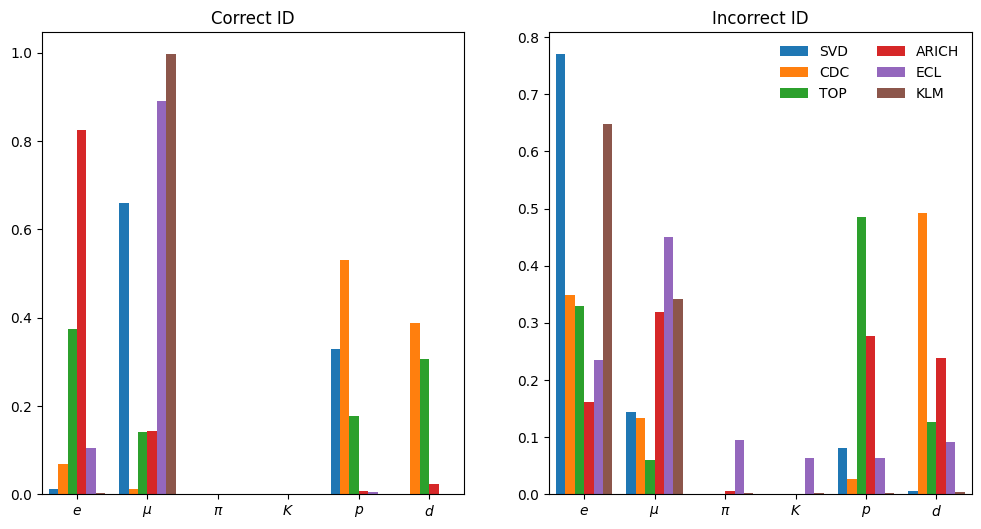 Correct ID
1.0
0.8
0.6
0.4
0.2
0.0
e μ π K p d
Incorrect ID
0.8
0.7
0.6
0.5
0.4
0.3
0.2
0.1
0.0
e μ π K p d
SVD ARICH
CDC ECL
TOP KLM